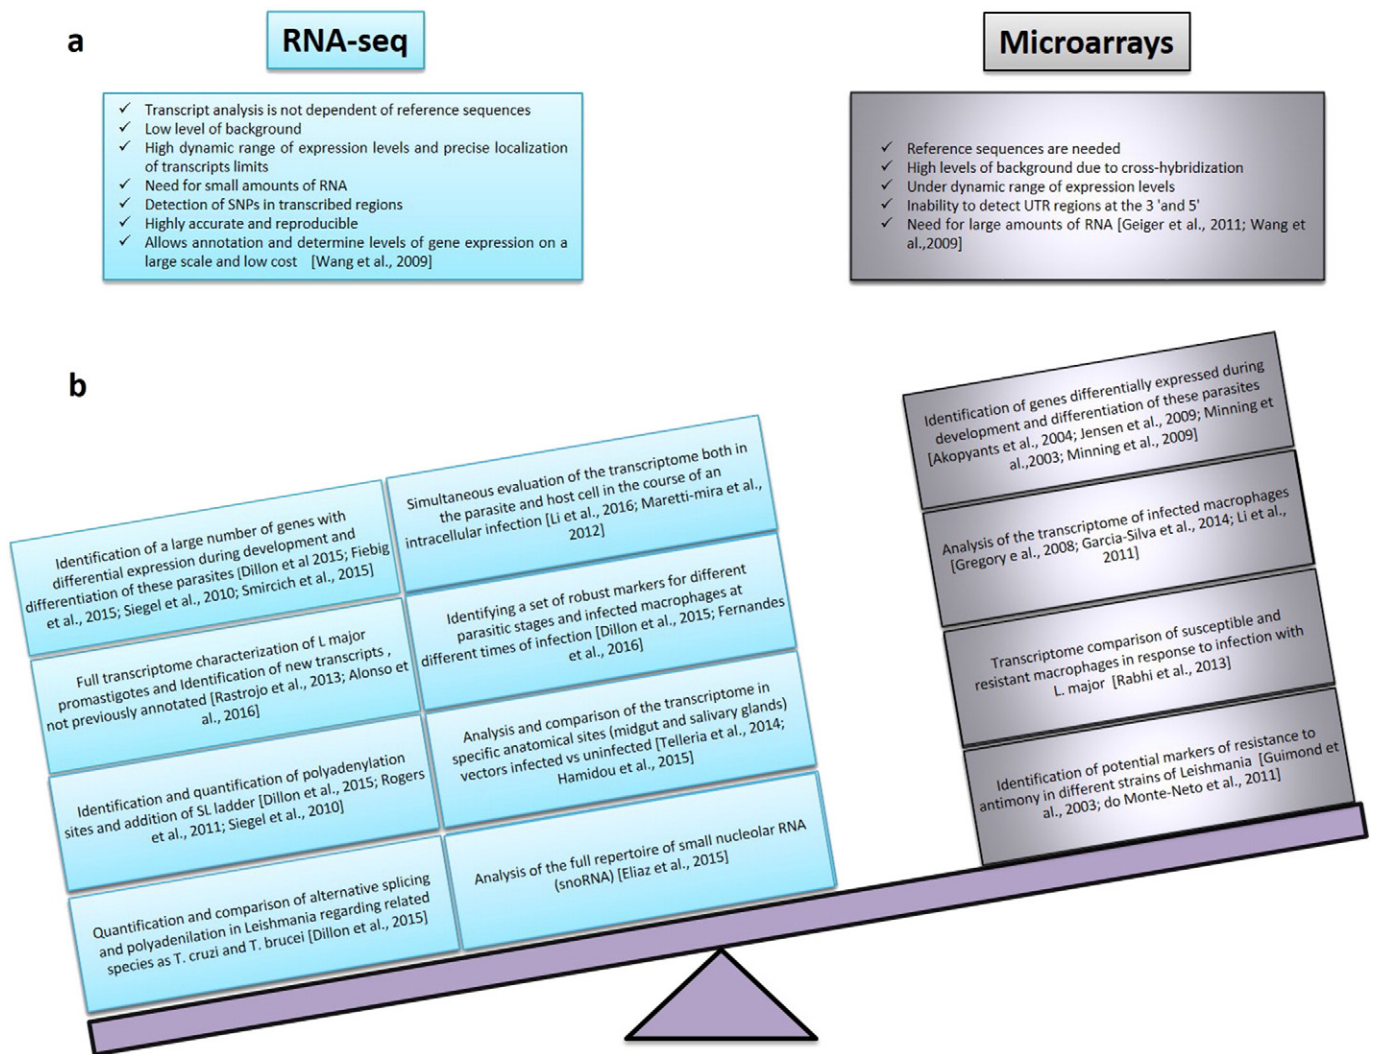 a
RNA-seq
Microarrays
✓ Transcript analysis is not dependent of reference sequences
✓ Low level of background
✓ High dynamic range of expression levels and precise localization
of transcripts limits
✓ Need for small amounts of RNA
✓ Detection of SNPs in transcribed regions
✓ Highly accurate and reproducible
✓ Allows annotation and determine levels of gene expression on a
large scale and low cost [Wang et al., 2009]
✓ Reference sequences are needed
✓ High levels of background due to cross-hybridization
✓ Under dynamic range of expression levels
✓ Inability to detect UTR regions at the 3 'and 5'
✓ Need for large amounts of RNA [Geiger et al., 2011; Wang et
al.,2009]
b
Identification of a large number of genes with
differential expression during development and
differentiation of these parasites [Dillon et al 2015; Fiebig
et al., 2015; Siegel et al., 2010; Smircich et al., 2015]
Full transcriptome characterization of L major
promastigotes and Identification of new transcripts ,
not previously annotated [Rastrojo et al., 2013; Alonso et
al., 2016]
Identification and quantification of polyadenylation
sites and addition of SL ladder [Dillon et al., 2015; Rogers
et al., 2011; Siegel et al., 2010]
Quantification and comparison of alternative splicing
and polyadenilation in Leishmania regarding related
species as T. cruzi and T. brucei [Dillon et al., 2015]
Simultaneous evaluation of the transcriptome both in
the parasite and host cell in the course of an
intracellular infection [Li et al., 2016; Maretti-mira et al.,
2012]
Identifying a set of robust markers for different
parasitic stages and infected macrophages at
different times of infection [Dillon et al., 2015; Fernandes
et al., 2016]
Analysis and comparison of the transcriptome in
specific anatomical sites (midgut and salivary glands)
vectors infected vs uninfected [Telleria et al., 2014;
Hamidou et al., 2015]
Analysis of the full repertoire of small nucleolar RNA
(snoRNA) [Eliaz et al., 2015]
Identification of genes differentially expressed during
development and differentiation of these parasites
[Akopyants et al., 2004; Jensen et al., 2009; Minning et
al.,2003; Minning et al., 2009]
Analysis of the transcriptome of infected macrophages
[Gregory e al., 2008; Garcia-Silva et al., 2014; Li et al.,
2011]
Transcriptome comparison of susceptible and
resistant macrophages in response to infection with
L. major [Rabhi et al., 2013]
Identification of potential markers of resistance to
antimony in different strains of Leishmania [Guimond et
al., 2003; do Monte-Neto et al., 2011]